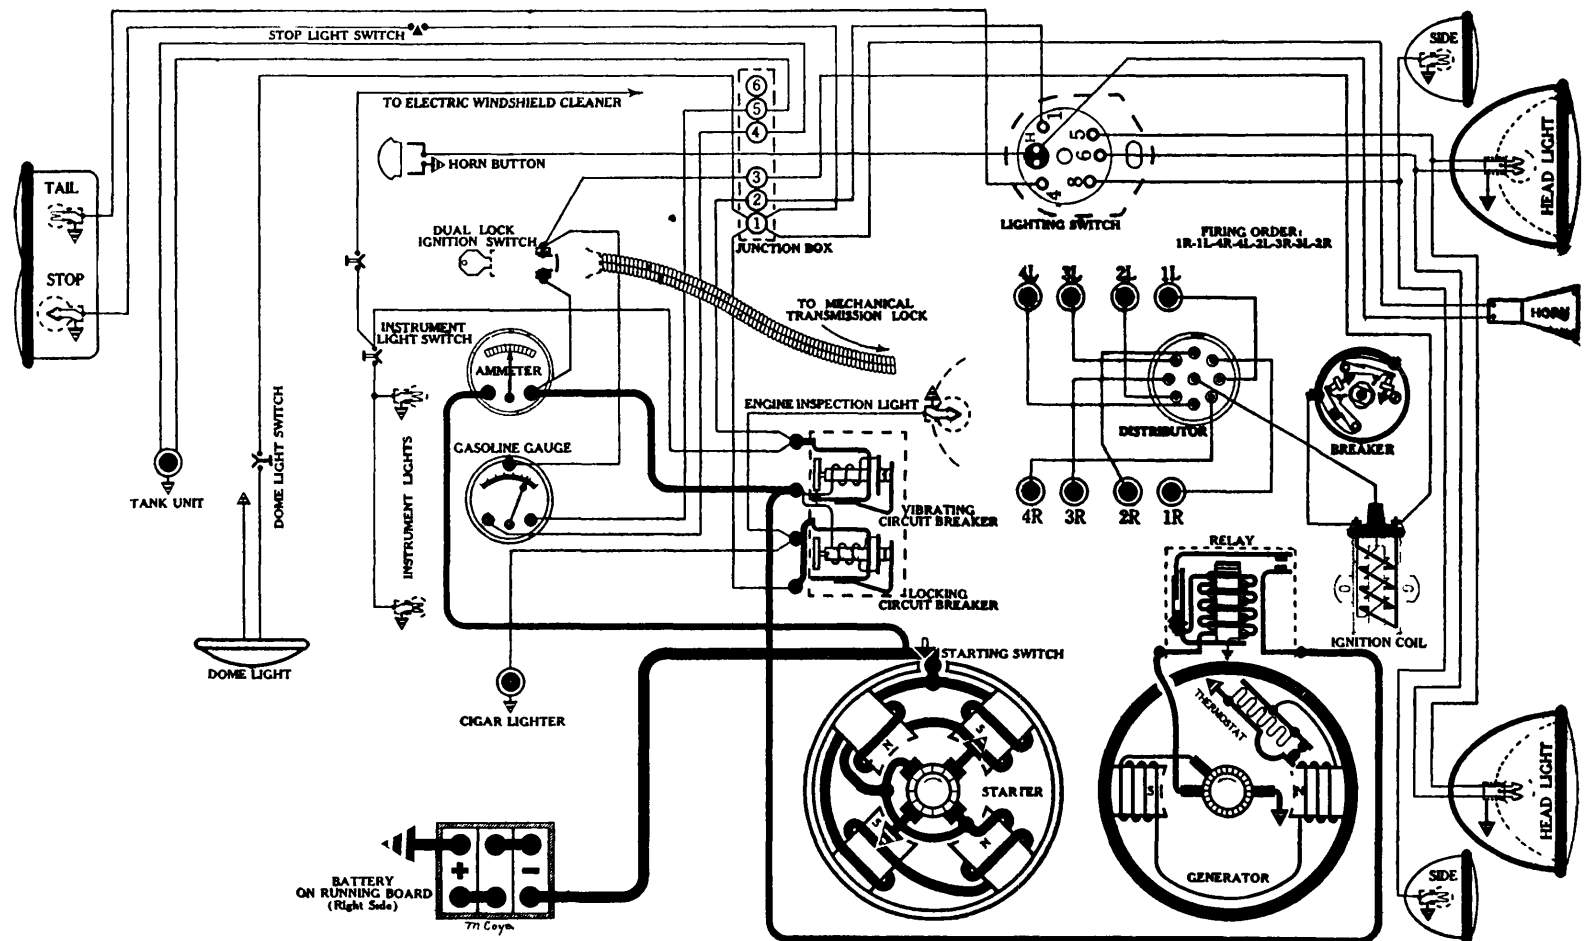 STOP LIGHT SWITCH
SIDE
TO ELECTRIC WINDSHIELD CLEANER
6
5
4
3
2
1
JUNCTION BOX
HORN BUTTON
H
1
5
6
8
4
LIGHTING SWITCH
HEAD LIGHT
TAIL
STOP
DUAL LOCK
IGNITION SWITCH
FIRING ORDER:
1R-1L-4R-4L-2L-3R-3L-2R
4L 3L 2L 1L
TO MECHANICAL
TRANSMISSION LOCK
HORN
INSTRUMENT
LIGHT SWITCH
AMMETER
ENGINE INSPECTION LIGHT
DISTRIBUTOR
BREAKER
GASOLINE GAUGE
DOME LIGHT SWITCH
INSTRUMENT LIGHTS
TANK UNIT
4R 3R 2R 1R
VIBRATING
CIRCUIT BREAKER
RELAY
LOCKING
CIRCUIT BREAKER
IGNITION COIL
STARTING SWITCH
DOME LIGHT
CIGAR LIGHTER
THERMOSTAT
N
S
STARTER
S
N
S
N
GENERATOR
HEAD LIGHT
+
-
BATTERY
ON RUNNING BOARD
(Right Side)
SIDE